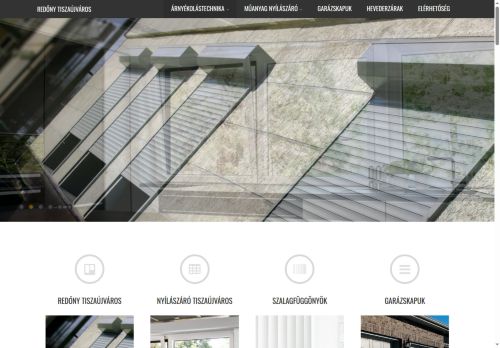 REDŐNY TISZAÚJVÁROS
ÁRNYÉKOLÁSTECHNIKA
MŰANYAG NYÍLÁSZÁRÓ
GARÁZSKAPUK
HEVEDERZÁRAK
ELÉRHETŐSÉG
REDŐNY TISZAÚJVÁROS
NYÍLÁSZÁRÓ TISZAÚJVÁROS
SZALAGFÜGGÖNYÖK
GARÁZSKAPUK